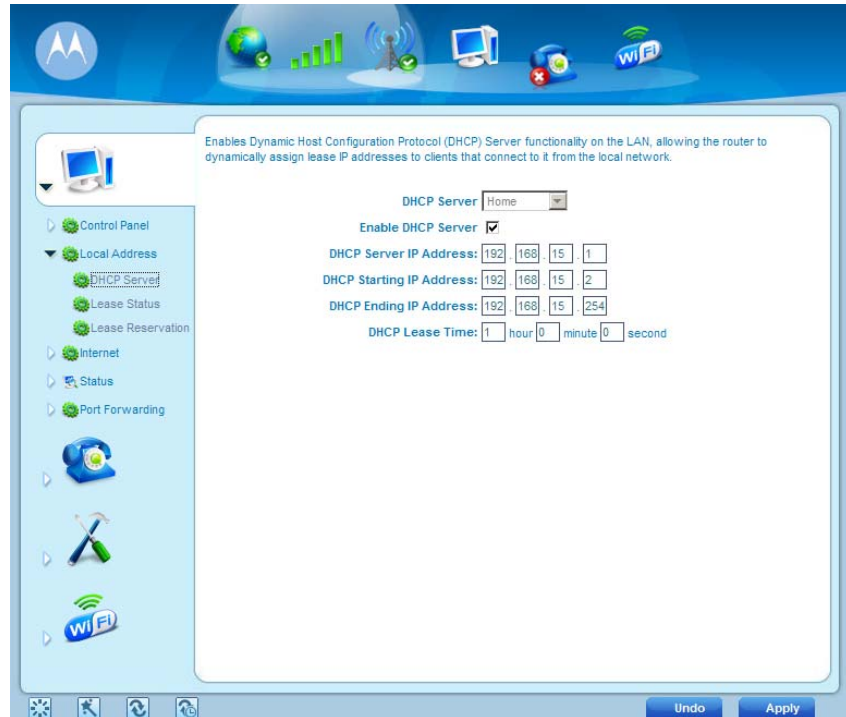 WiFi
Enables Dynamic Host Configuration Protocol (DHCP) Server functionality on the LAN, allowing the router to
dynamically assign lease IP addresses to clients that connect to it from the local network.
Control Panel
Local Address
DHCP Server
Lease Status
Lease Reservation
Internet
Status
Port Forwarding
WiFi
DHCP Server Home
Enable DHCP Server
DHCP Server IP Address: 192 . 168 . 15 . 1
DHCP Starting IP Address: 192 . 168 . 15 . 2
DHCP Ending IP Address: 192 . 168 . 15 . 254
DHCP Lease Time: 1 hour 0 minute 0 second
Undo Apply